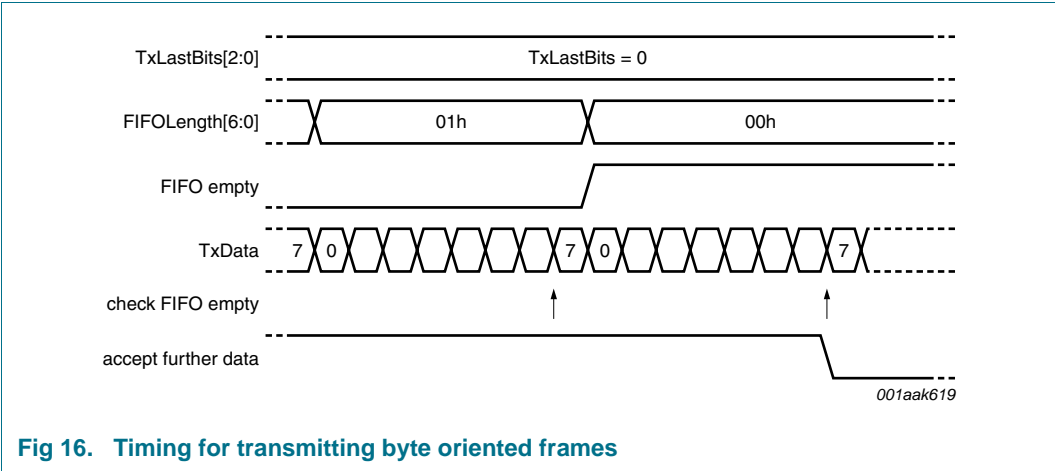 TxLastBits[2:0] TxLastBits = 0
FIFOLength[6:0] 01h 00h
FIFO empty
TxData 7 0 7 0 7
check FIFO empty
accept further data
001aak619
Fig 16. Timing for transmitting byte oriented frames